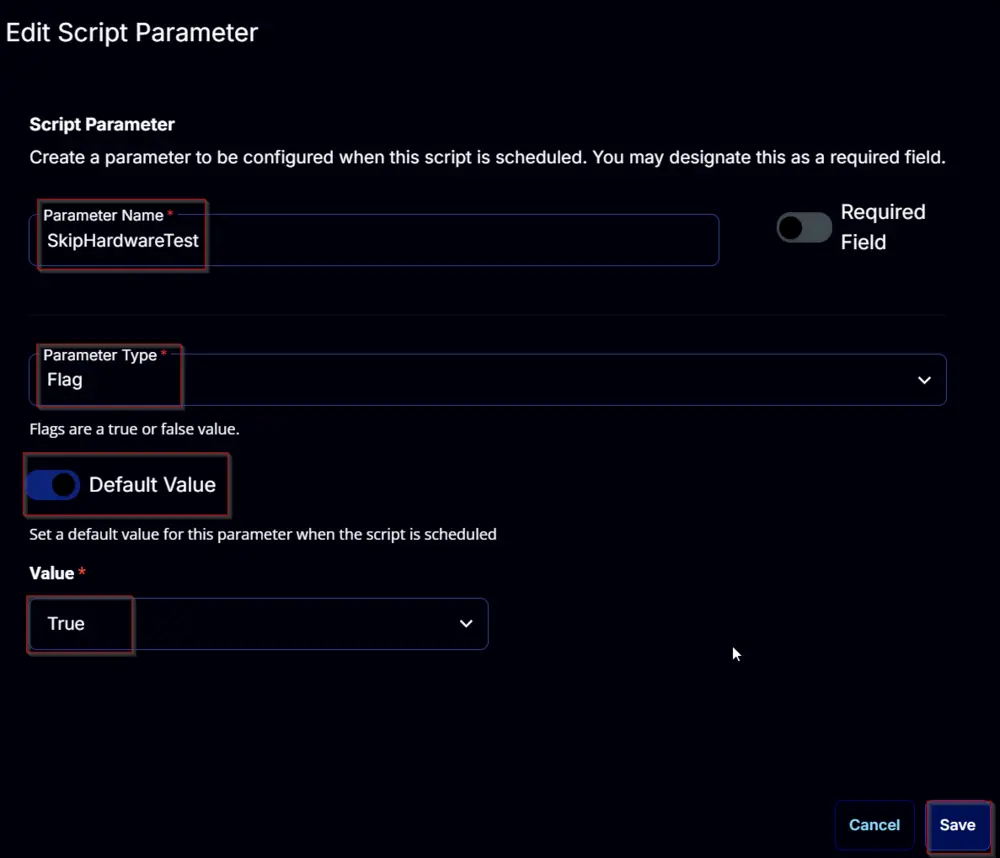 Edit Script Parameter
Script Parameter
Create a parameter to be configured when this script is scheduled. You may designate this as a required field.
Parameter Name *
SkipHardwareTest
Required
Field
Parameter Type *
Flag
Flags are a true or false value.
Default Value
Set a default value for this parameter when the script is scheduled
Value *
True
Cancel
Save